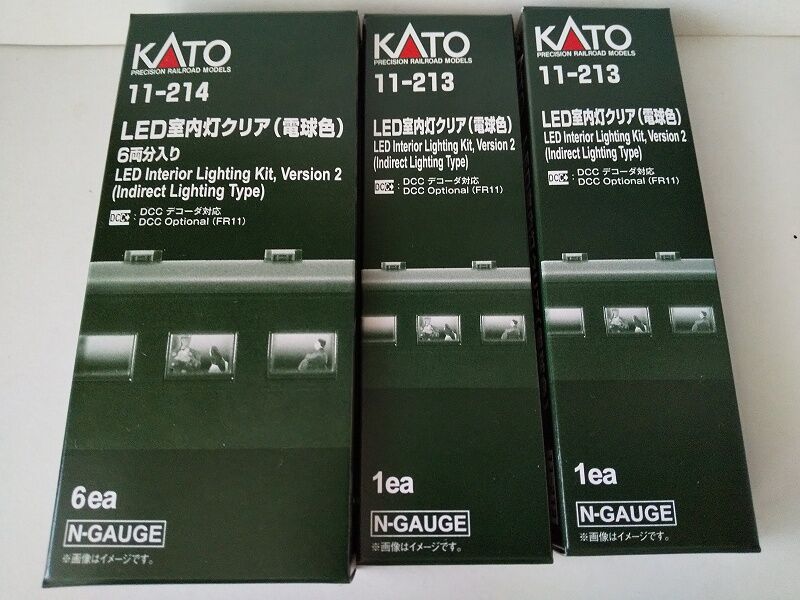 KATO
PRECISION RAILROAD MODELS
11-214
LED室内灯クリア(電球色)
6両分入り
LED Interior Lighting Kit, Version 2
(Indirect Lighting Type)
DCC : DCC デコーダ対応
DCC Optional (FR11)
6ea
N-GAUGE
※画像はイメージです。
KATO
PRECISION RAILROAD MODELS
11-213
LED室内灯クリア(電球色)
LED Interior Lighting Kit, Version 2
(Indirect Lighting Type)
DCC : DCC デコーダ対応
DCC Optional (FR11)
1ea
N-GAUGE
※画像はイメージです。
KATO
PRECISION RAILROAD MODELS
11-213
LED室内灯クリア(電球色)
LED Interior Lighting Kit, Version 2
(Indirect Lighting Type)
DCC : DCC デコーダ対応
DCC Optional (FR11)
1ea
N-GAUGE
※画像はイメージです。